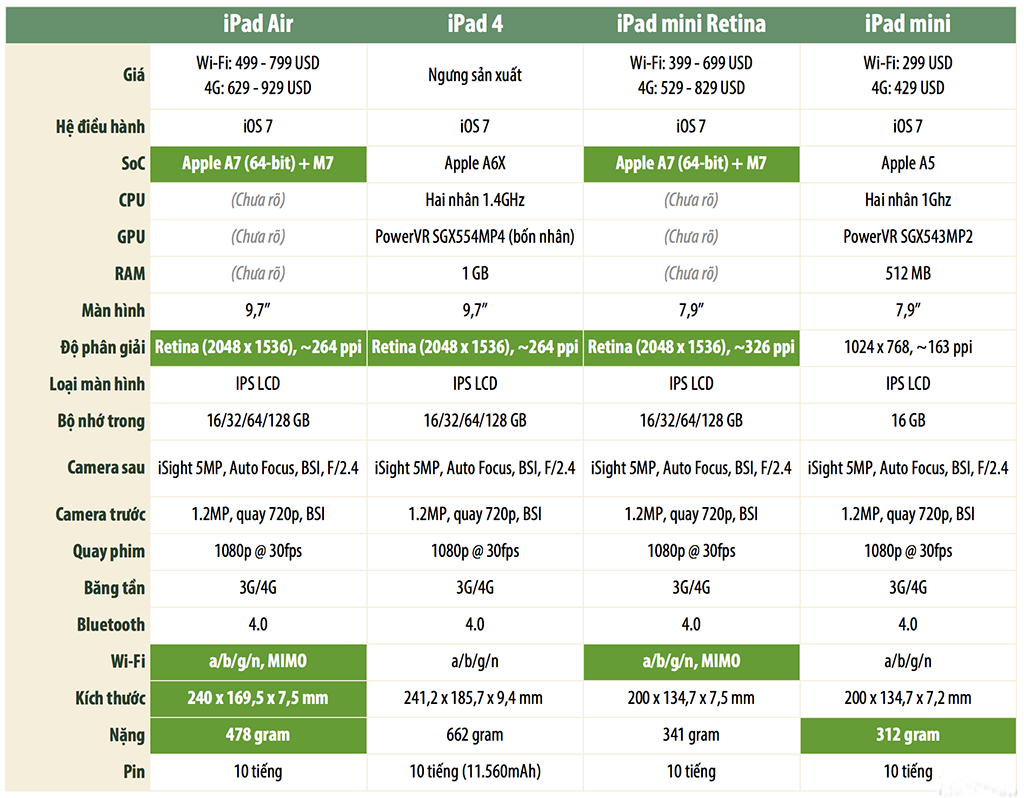 iPad Air iPad 4 iPad mini Retina iPad mini
Giá Wi-Fi: 499 - 799 USD Ngưng sản xuất Wi-Fi: 399 - 699 USD Wi-Fi: 299 USD
4G: 629 - 929 USD 4G: 529 - 829 USD 4G: 429 USD
Hệ điều hành iOS 7 iOS 7 iOS 7 iOS 7
SoC Apple A7 (64-bit) + M7 Apple A6X Apple A7 (64-bit) + M7 Apple A5
CPU (Chưa rõ) Hai nhân 1.4GHz (Chưa rõ) Hai nhân 1Ghz
GPU (Chưa rõ) PowerVR SGX554MP4 (bốn nhân) (Chưa rõ) PowerVR SGX543MP2
RAM (Chưa rõ) 1 GB (Chưa rõ) 512 MB
Màn hình 9,7” 9,7” 7,9” 7,9”
Độ phân giải Retina (2048 x 1536), ~264 ppi Retina (2048 x 1536), ~264 ppi Retina (2048 x 1536), ~326 ppi 1024 x 768, ~163 ppi
Loại màn hình IPS LCD IPS LCD IPS LCD IPS LCD
Bộ nhớ trong 16/32/64/128 GB 16/32/64/128 GB 16/32/64/128 GB 16 GB
Camera sau iSight 5MP, Auto Focus, BSI, F/2.4 iSight 5MP, Auto Focus, BSI, F/2.4 iSight 5MP, Auto Focus, BSI, F/2.4 iSight 5MP, Auto Focus, BSI, F/2.4
Camera trước 1.2MP, quay 720p, BSI 1.2MP, quay 720p, BSI 1.2MP, quay 720p, BSI 1.2MP, quay 720p, BSI
Quay phim 1080p @ 30fps 1080p @ 30fps 1080p @ 30fps 1080p @ 30fps
Băng tần 3G/4G 3G/4G 3G/4G 3G/4G
Bluetooth 4.0 4.0 4.0 4.0
Wi-Fi a/b/g/n, MIMO a/b/g/n a/b/g/n, MIMO a/b/g/n
Kích thước 240 x 169,5 x 7,5 mm 241,2 x 185,7 x 9,4 mm 200 x 134,7 x 7,5 mm 200 x 134,7 x 7,2 mm
Nặng 478 gram 662 gram 341 gram 312 gram
Pin 10 tiếng 10 tiếng (11.560mAh) 10 tiếng 10 tiếng